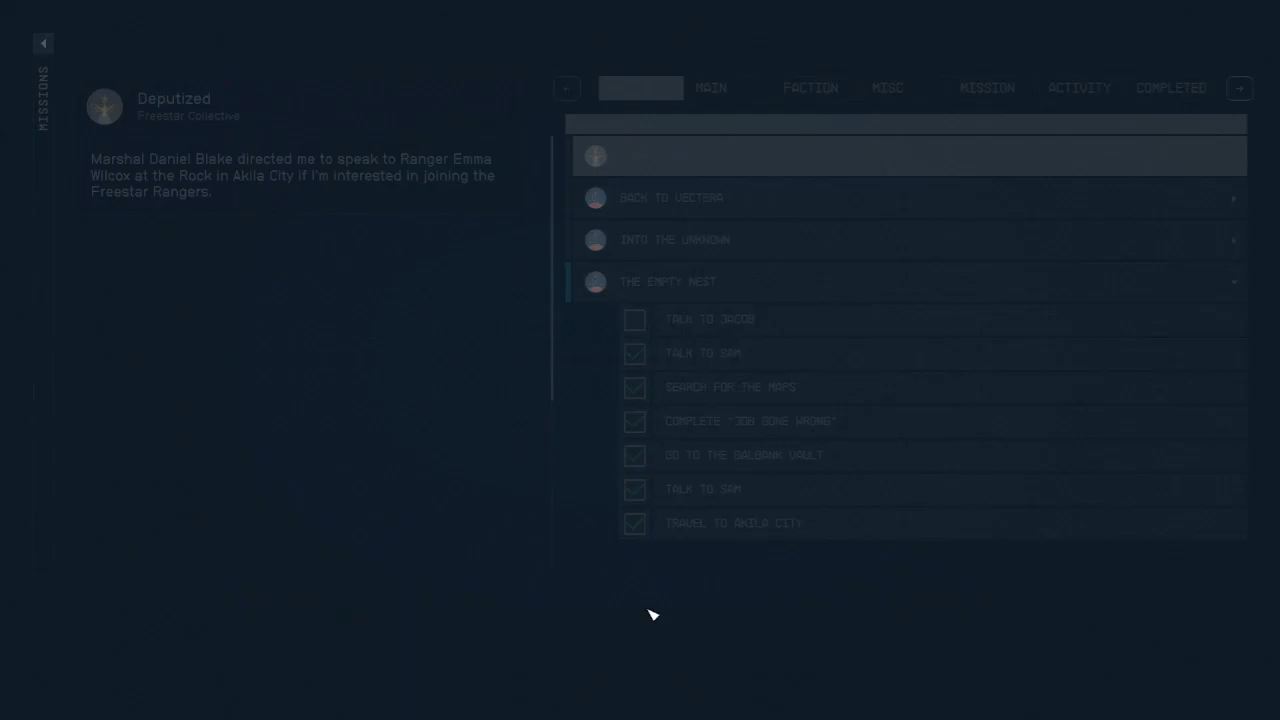 MISSIONS
Deputized
Freestar Collective
Marshal Daniel Blake directed me to speak to Ranger Emma
Wilcox at the Rock in Akila City if I'm interested in joining the
Freestar Rangers.
MAIN
FACTION
MISC
MISSION
ACTIVITY
COMPLETED
BACK TO VECTERA
INTO THE UNKNOWN
THE EMPTY NEST
TALK TO JACOB
TALK TO SAM
SEARCH FOR THE MAPS
COMPLETE "JOB GONE WRONG"
GO TO THE GALBANK VAULT
TALK TO SAM
TRAVEL TO AKILA CITY